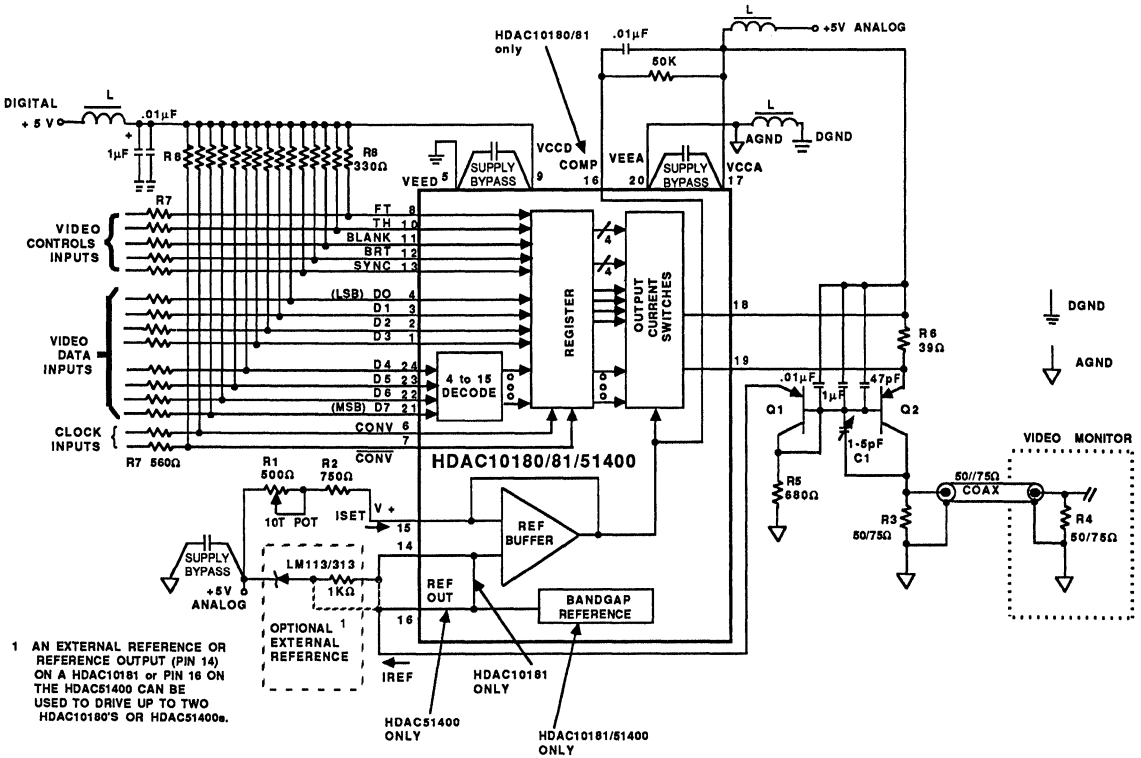 HDAC10180/81
only
.01µF
L
+5V ANALOG
50K
DIGITAL
+ 5 V
L
.01µF
+
1µF
R8
R8
330Ω
L
AGND
DGND
VEED
5
SUPPLY
BYPASS
VCCD
9
COMP
16
VEEA
20
SUPPLY
BYPASS
VCCA
17
R7
VIDEO
CONTROLS
INPUTS
FT 8
TH 10
BLANK 11
BRT 12
SYNC 13
VIDEO
DATA
INPUTS
(LSB) DO 4
D1 3
D2 2
D3 1
D4 24
D5 23
D6 22
(MSB) D7 21
CLOCK
INPUTS
CONV 6
7
CONV
R7 560Ω
4 to 15
DECODE
REGISTER
4
4
OUTPUT
CURRENT
SWITCHES
18
19
HDAC10180/81/51400
R6
39Ω
.01µF
1µF
47pF
Q1
Q2
1-5pF
C1
R5
680Ω
DGND
AGND
VIDEO MONITOR
50//75Ω
COAX
R3
50/75Ω
R4
50/75Ω
R1
500Ω
10T POT
R2
750Ω
ISET
V +
15
14
REF
BUFFER
REF
OUT
16
BANDGAP
REFERENCE
SUPPLY
BYPASS
+5V
ANALOG
LM113/313
1KΩ
OPTIONAL 1
EXTERNAL
REFERENCE
IREF
HDAC10181
ONLY
HDAC51400
ONLY
HDAC10181/51400
ONLY
1 AN EXTERNAL REFERENCE OR
REFERENCE OUTPUT (PIN 14)
ON A HDAC10181 or PIN 16 ON
THE HDAC51400 CAN BE
USED TO DRIVE UP TO TWO
HDAC10180'S OR HDAC51400s.